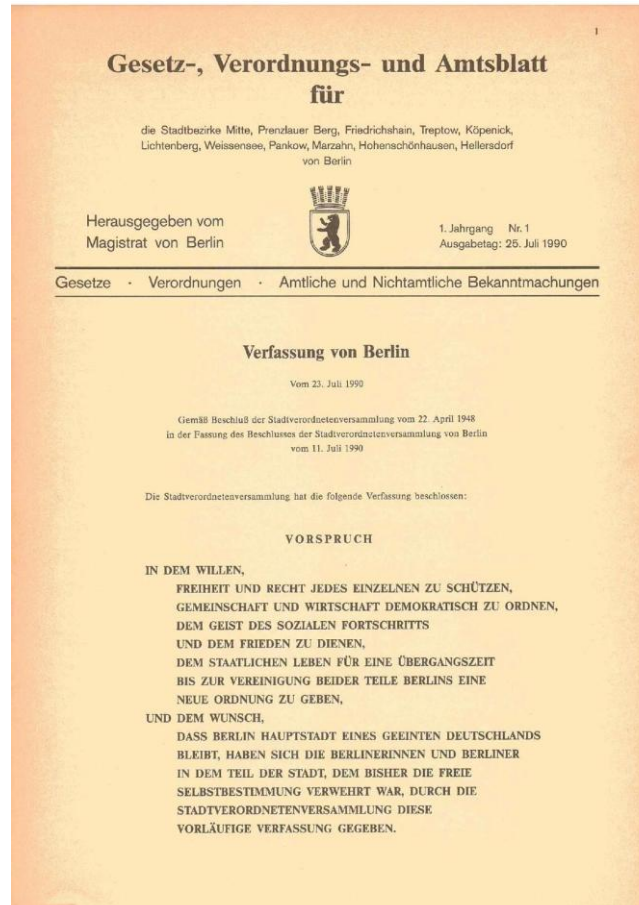 1
Gesetz-, Verordnungs- und Amtsblatt
für
die Stadtbezirke Mitte, Prenzlauer Berg, Friedrichshain, Treptow, Köpenick,
Lichtenberg, Weissensee, Pankow, Marzahn, Hohenschönhausen, Hellersdorf
von Berlin
Herausgegeben vom
Magistrat von Berlin
1. Jahrgang Nr. 1
Ausgabetag: 25. Juli 1990
Gesetze · Verordnungen · Amtliche und Nichtamtliche Bekanntmachungen
Verfassung von Berlin
Vom 23. Juli 1990
Gemäß Beschluß der Stadtverordnetenversammlung vom 22. April 1948
in der Fassung des Beschlusses der Stadtverordnetenversammlung von Berlin
vom 11. Juli 1990
Die Stadtverordnetenversammlung hat die folgende Verfassung beschlossen:
VORSPRUCH
IN DEM WILLEN,
FREIHEIT UND RECHT JEDES EINZELNEN ZU SCHÜTZEN,
GEMEINSCHAFT UND WIRTSCHAFT DEMOKRATISCH ZU ORDNEN,
DEM GEIST DES SOZIALEN FORTSCHRITTS
UND DEM FRIEDEN ZU DIENEN,
DEM STAATLICHEN LEBEN FÜR EINE ÜBERGANGSZEIT
BIS ZUR VEREINIGUNG BEIDER TEILE BERLINS EINE
NEUE ORDNUNG ZU GEBEN,
UND DEM WUNSCH,
DASS BERLIN HAUPTSTADT EINES GEEINTEN DEUTSCHLANDS
BLEIBT, HABEN SICH DIE BERLINERINNEN UND BERLINER
IN DEM TEIL DER STADT, DEM BISHER DIE FREIE
SELBSTBESTIMMUNG VERWEHRT WAR, DURCH DIE
STADTVERORDNETENVERSAMMLUNG DIESE
VORLÄUFIGE VERFASSUNG GEGEBEN.